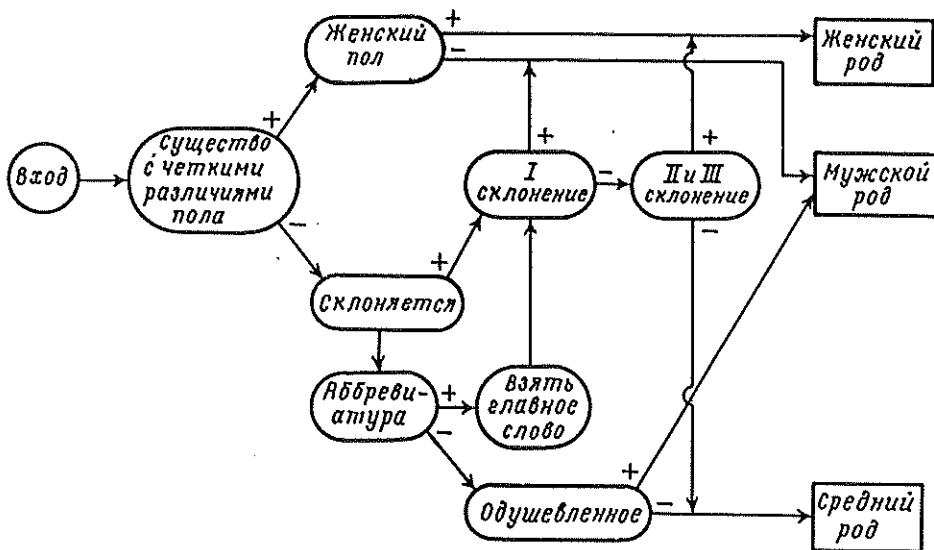 Женский
пол
+
−
Женский
род
Вход
+
Существо
с четкими
различиями
пола
−
+
I
склонение
−
+
II и III
склонение
−
Мужской
род
+
Склоняется
Аббреви-
атура
+
−
Взять
главное
слово
+
Одушевленное
−
Средний
род